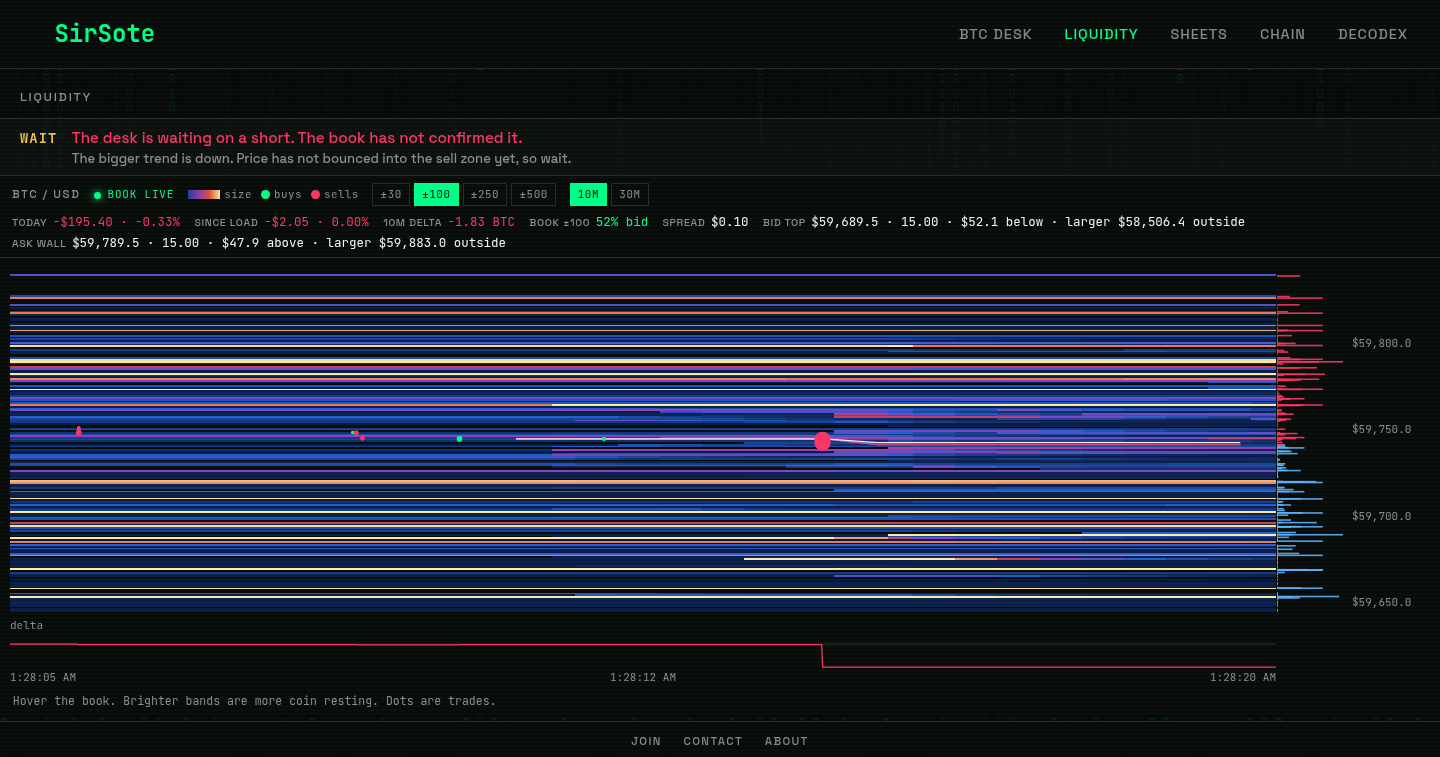 SirSote
BTC DESK LIQUIDITY SHEETS CHAIN DECODEX
LIQUIDITY
WAIT The desk is waiting on a short. The book has not confirmed it.
The bigger trend is down. Price has not bounced into the sell zone yet, so wait.
BTC / USD BOOK LIVE size buys sells ±30 ±100 ±250 ±500 10M 30M
TODAY -$195.40 · -0.33% SINCE LOAD -$2.05 · 0.00% 10M DELTA -1.83 BTC BOOK ±100 52% bid SPREAD $0.10 BID TOP $59,689.5 · 15.00 · $52.1 below · larger $58,506.4 outside
ASK WALL $59,789.5 · 15.00 · $47.9 above · larger $59,883.0 outside
$59,800.0
$59,750.0
$59,700.0
$59,650.0
delta
1:28:05 AM 1:28:12 AM 1:28:20 AM
Hover the book. Brighter bands are more coin resting. Dots are trades.
JOIN CONTACT ABOUT